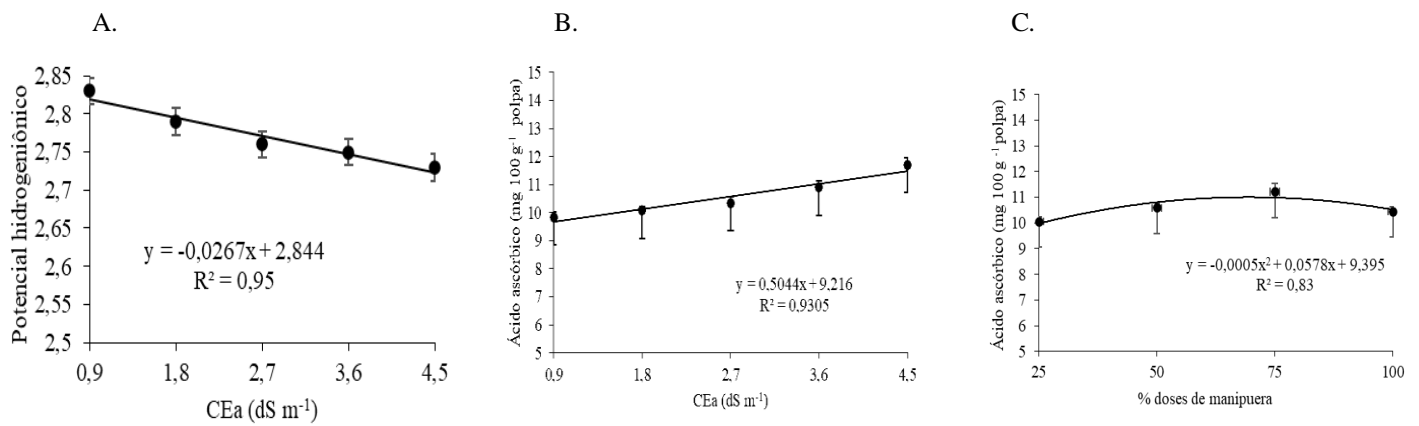 A.
Potencial hidrogeniônico
2,85
2,8
2,75
2,7
2,65
2,6
2,55
2,5
y = -0,0267x + 2,844
R² = 0,95
0,9 1,8 2,7 3,6 4,5
CEa (dS m⁻¹)
B.
Ácido ascórbico (mg 100 g⁻¹ polpa)
15
14
13
12
11
10
9
8
7
6
5
y = 0,5044x + 9,216
R² = 0,9305
0,9 1,8 2,7 3,6 4,5
CEa (dS m⁻¹)
C.
Ácido ascórbico (mg 100 g⁻¹ polpa)
15
14
13
12
11
10
9
8
7
6
5
y = -0,0005x² + 0,0578x + 9,395
R² = 0,83
25 50 75 100
% doses de manipuera